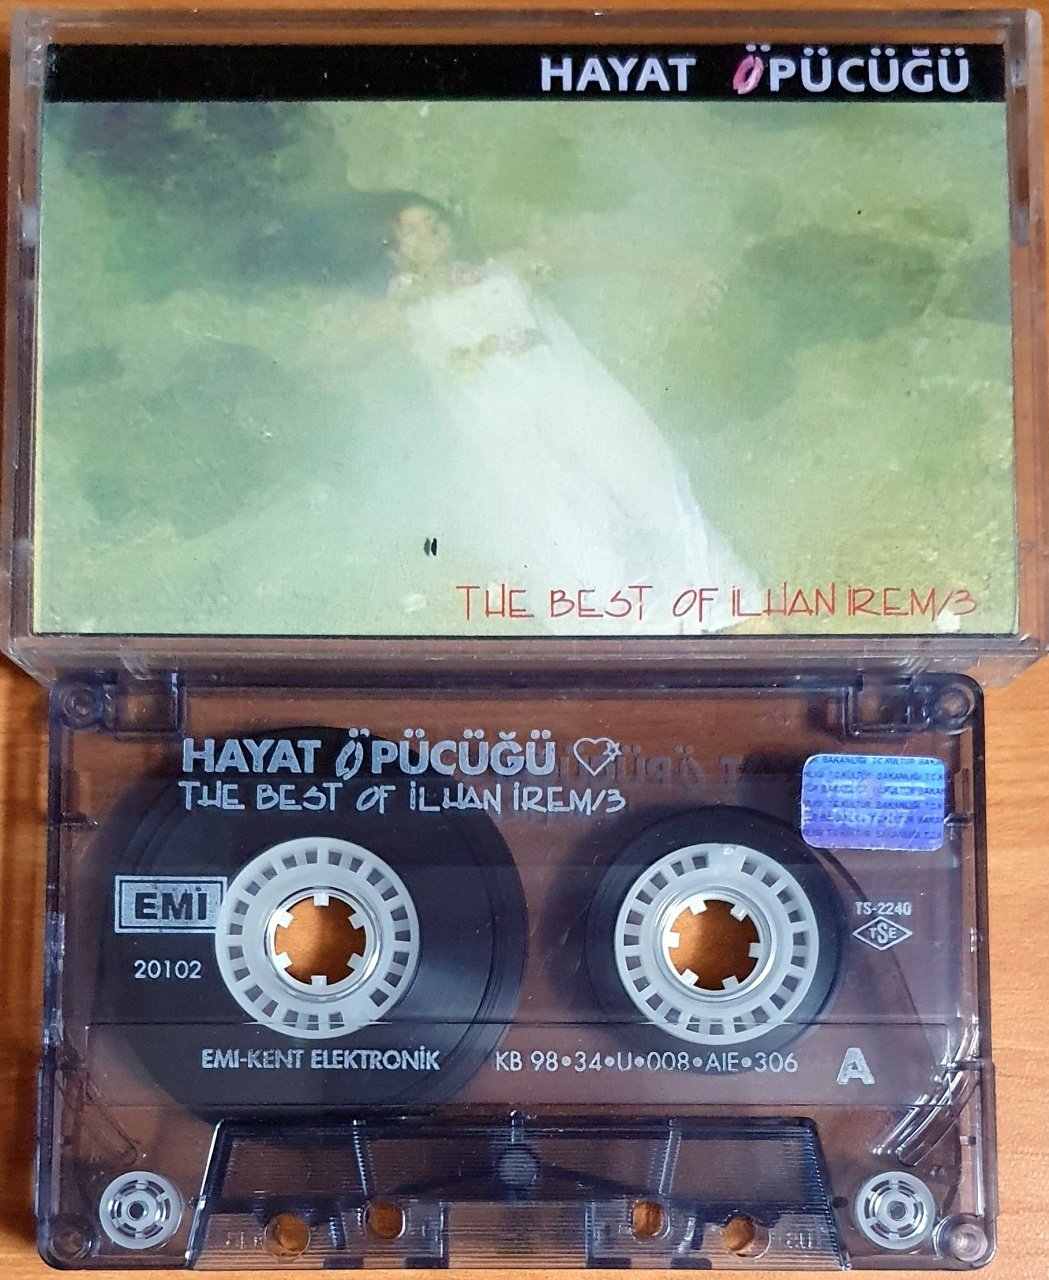 HAYAT ÖPÜCÜĞÜ
THE BEST OF İLHAN İREM/3
HAYAT ÖPÜCÜĞÜ
THE BEST OF İLHAN İREM/3
EMI
20102
TS-2240
TSE
EMI-KENT ELEKTRONİK
KB 98•34•U•008•AIE•306
A